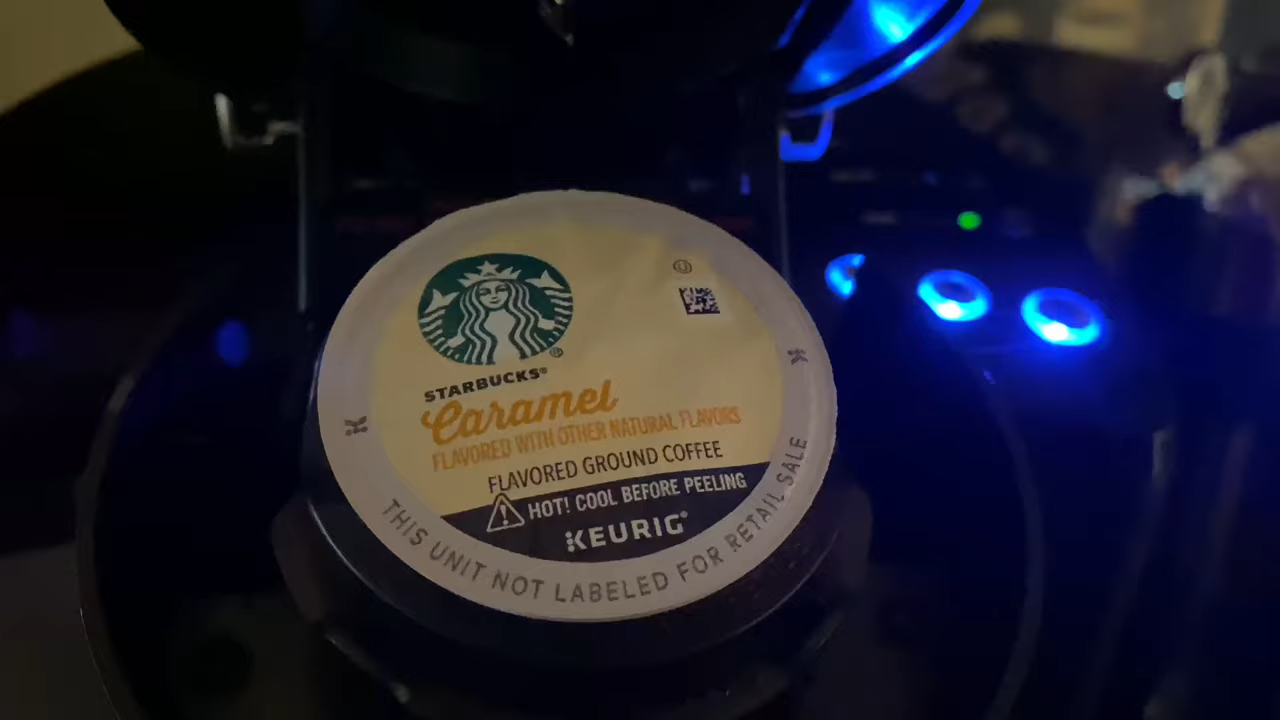 STARBUCKS®
Caramel
FLAVORED WITH OTHER NATURAL FLAVORS
FLAVORED GROUND COFFEE
HOT! COOL BEFORE PEELING
KEURIG®
THIS UNIT NOT LABELED FOR RETAIL SALE